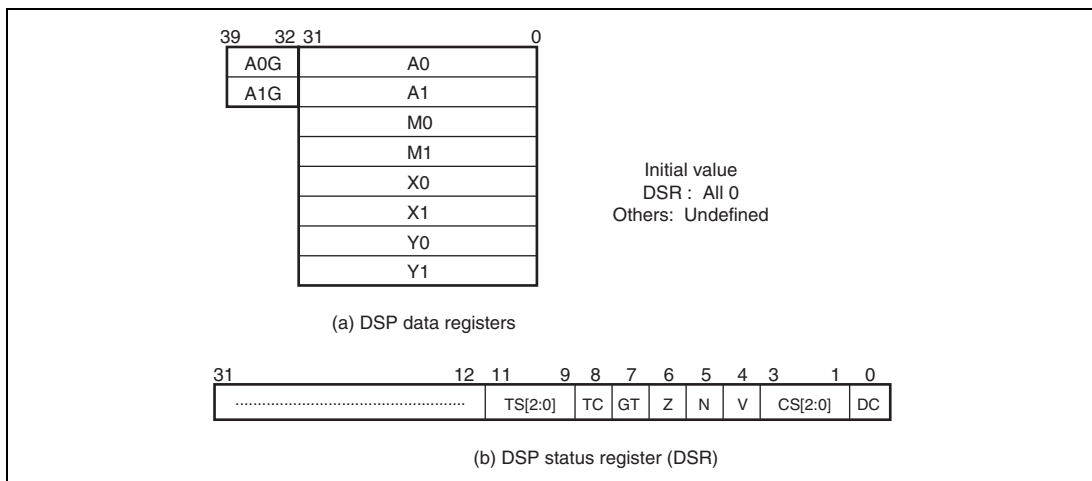 39 32 31 0
A0G A0
A1G A1
M0
M1
X0
X1
Y0
Y1
Initial value
DSR : All 0
Others: Undefined
(a) DSP data registers
31 12 11 9 8 7 6 5 4 3 1 0
.................................................... TS[2:0] TC GT Z N V CS[2:0] DC
(b) DSP status register (DSR)